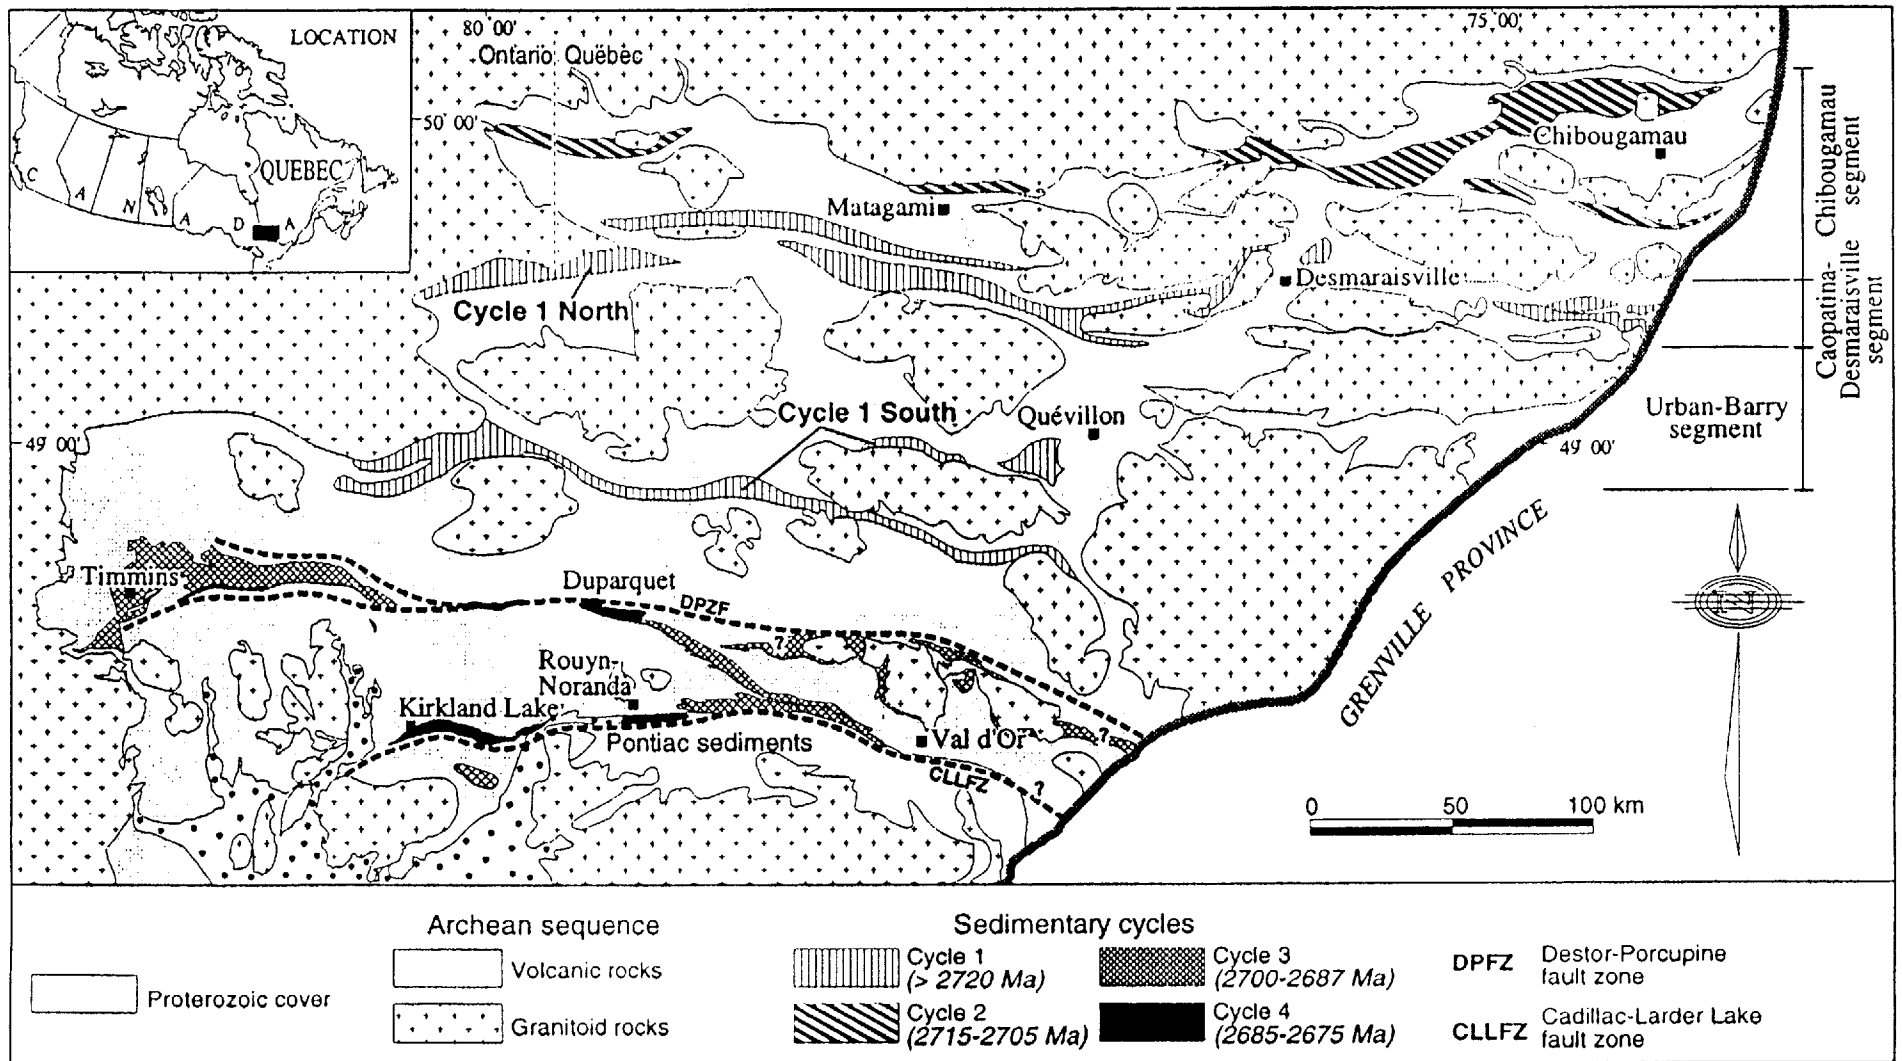 LOCATION
C A N A D A
QUEBEC
80° 00'
75° 00'
Ontario Québec
50° 00'
Chibougamau
Matagami
Desmaraisville
Cycle 1 North
Cycle 1 South
Quévillon
49° 00'
49° 00'
Timmins
Duparquet
DPZF
?
Rouyn-
Noranda
Kirkland Lake
Pontiac sediments
Val d'Or
?
?
CLLFZ
GRENVILLE PROVINCE
Chibougamau
segment
Caopatina-
Desmaraisville
segment
Urban-Barry
segment
N
0 50 100 km
Archean sequence
Sedimentary cycles
Proterozoic cover
Volcanic rocks
Granitoid rocks
Cycle 1
(> 2720 Ma)
Cycle 2
(2715-2705 Ma)
Cycle 3
(2700-2687 Ma)
Cycle 4
(2685-2675 Ma)
DPFZ Destor-Porcupine
fault zone
CLLFZ Cadillac-Larder Lake
fault zone